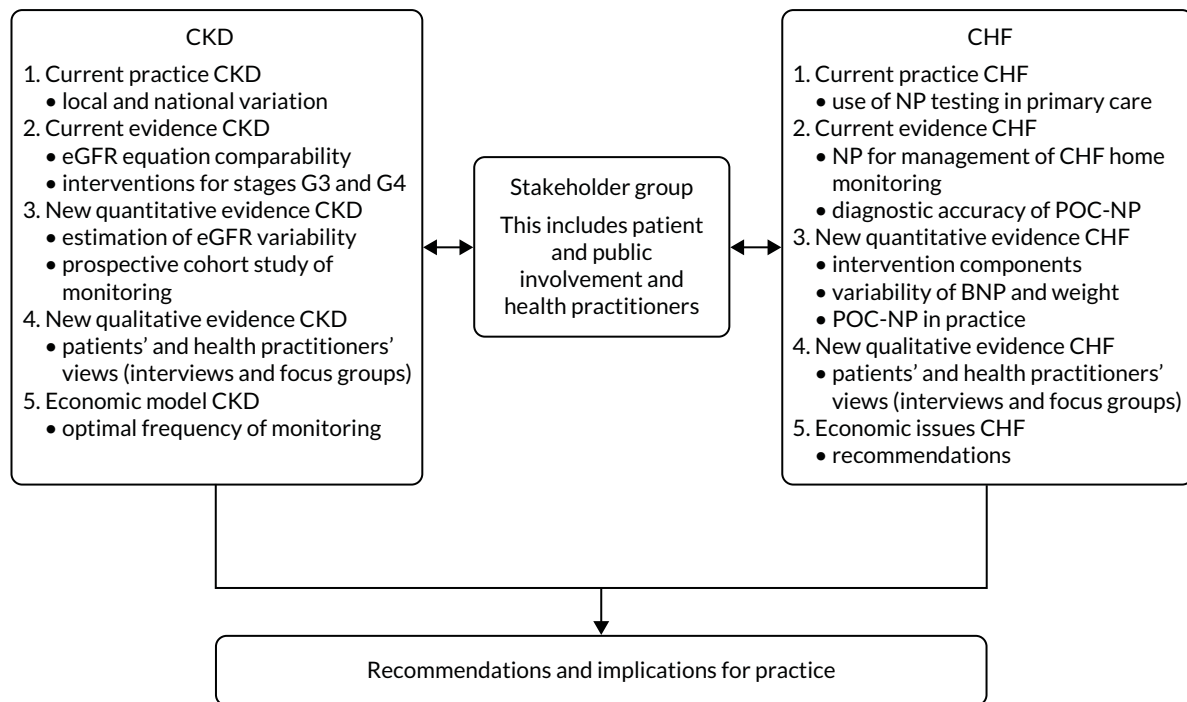 CKD
1. Current practice CKD
• local and national variation
2. Current evidence CKD
• eGFR equation comparability
• interventions for stages G3 and G4
3. New quantitative evidence CKD
• estimation of eGFR variability
• prospective cohort study of
monitoring
4. New qualitative evidence CKD
• patients’ and health practitioners’
views (interviews and focus groups)
5. Economic model CKD
• optimal frequency of monitoring
Stakeholder group
This includes patient
and public
involvement and
health practitioners
CHF
1. Current practice CHF
• use of NP testing in primary care
2. Current evidence CHF
• NP for management of CHF home
monitoring
• diagnostic accuracy of POC-NP
3. New quantitative evidence CHF
• intervention components
• variability of BNP and weight
• POC-NP in practice
4. New qualitative evidence CHF
• patients’ and health practitioners’
views (interviews and focus groups)
5. Economic issues CHF
• recommendations
Recommendations and implications for practice